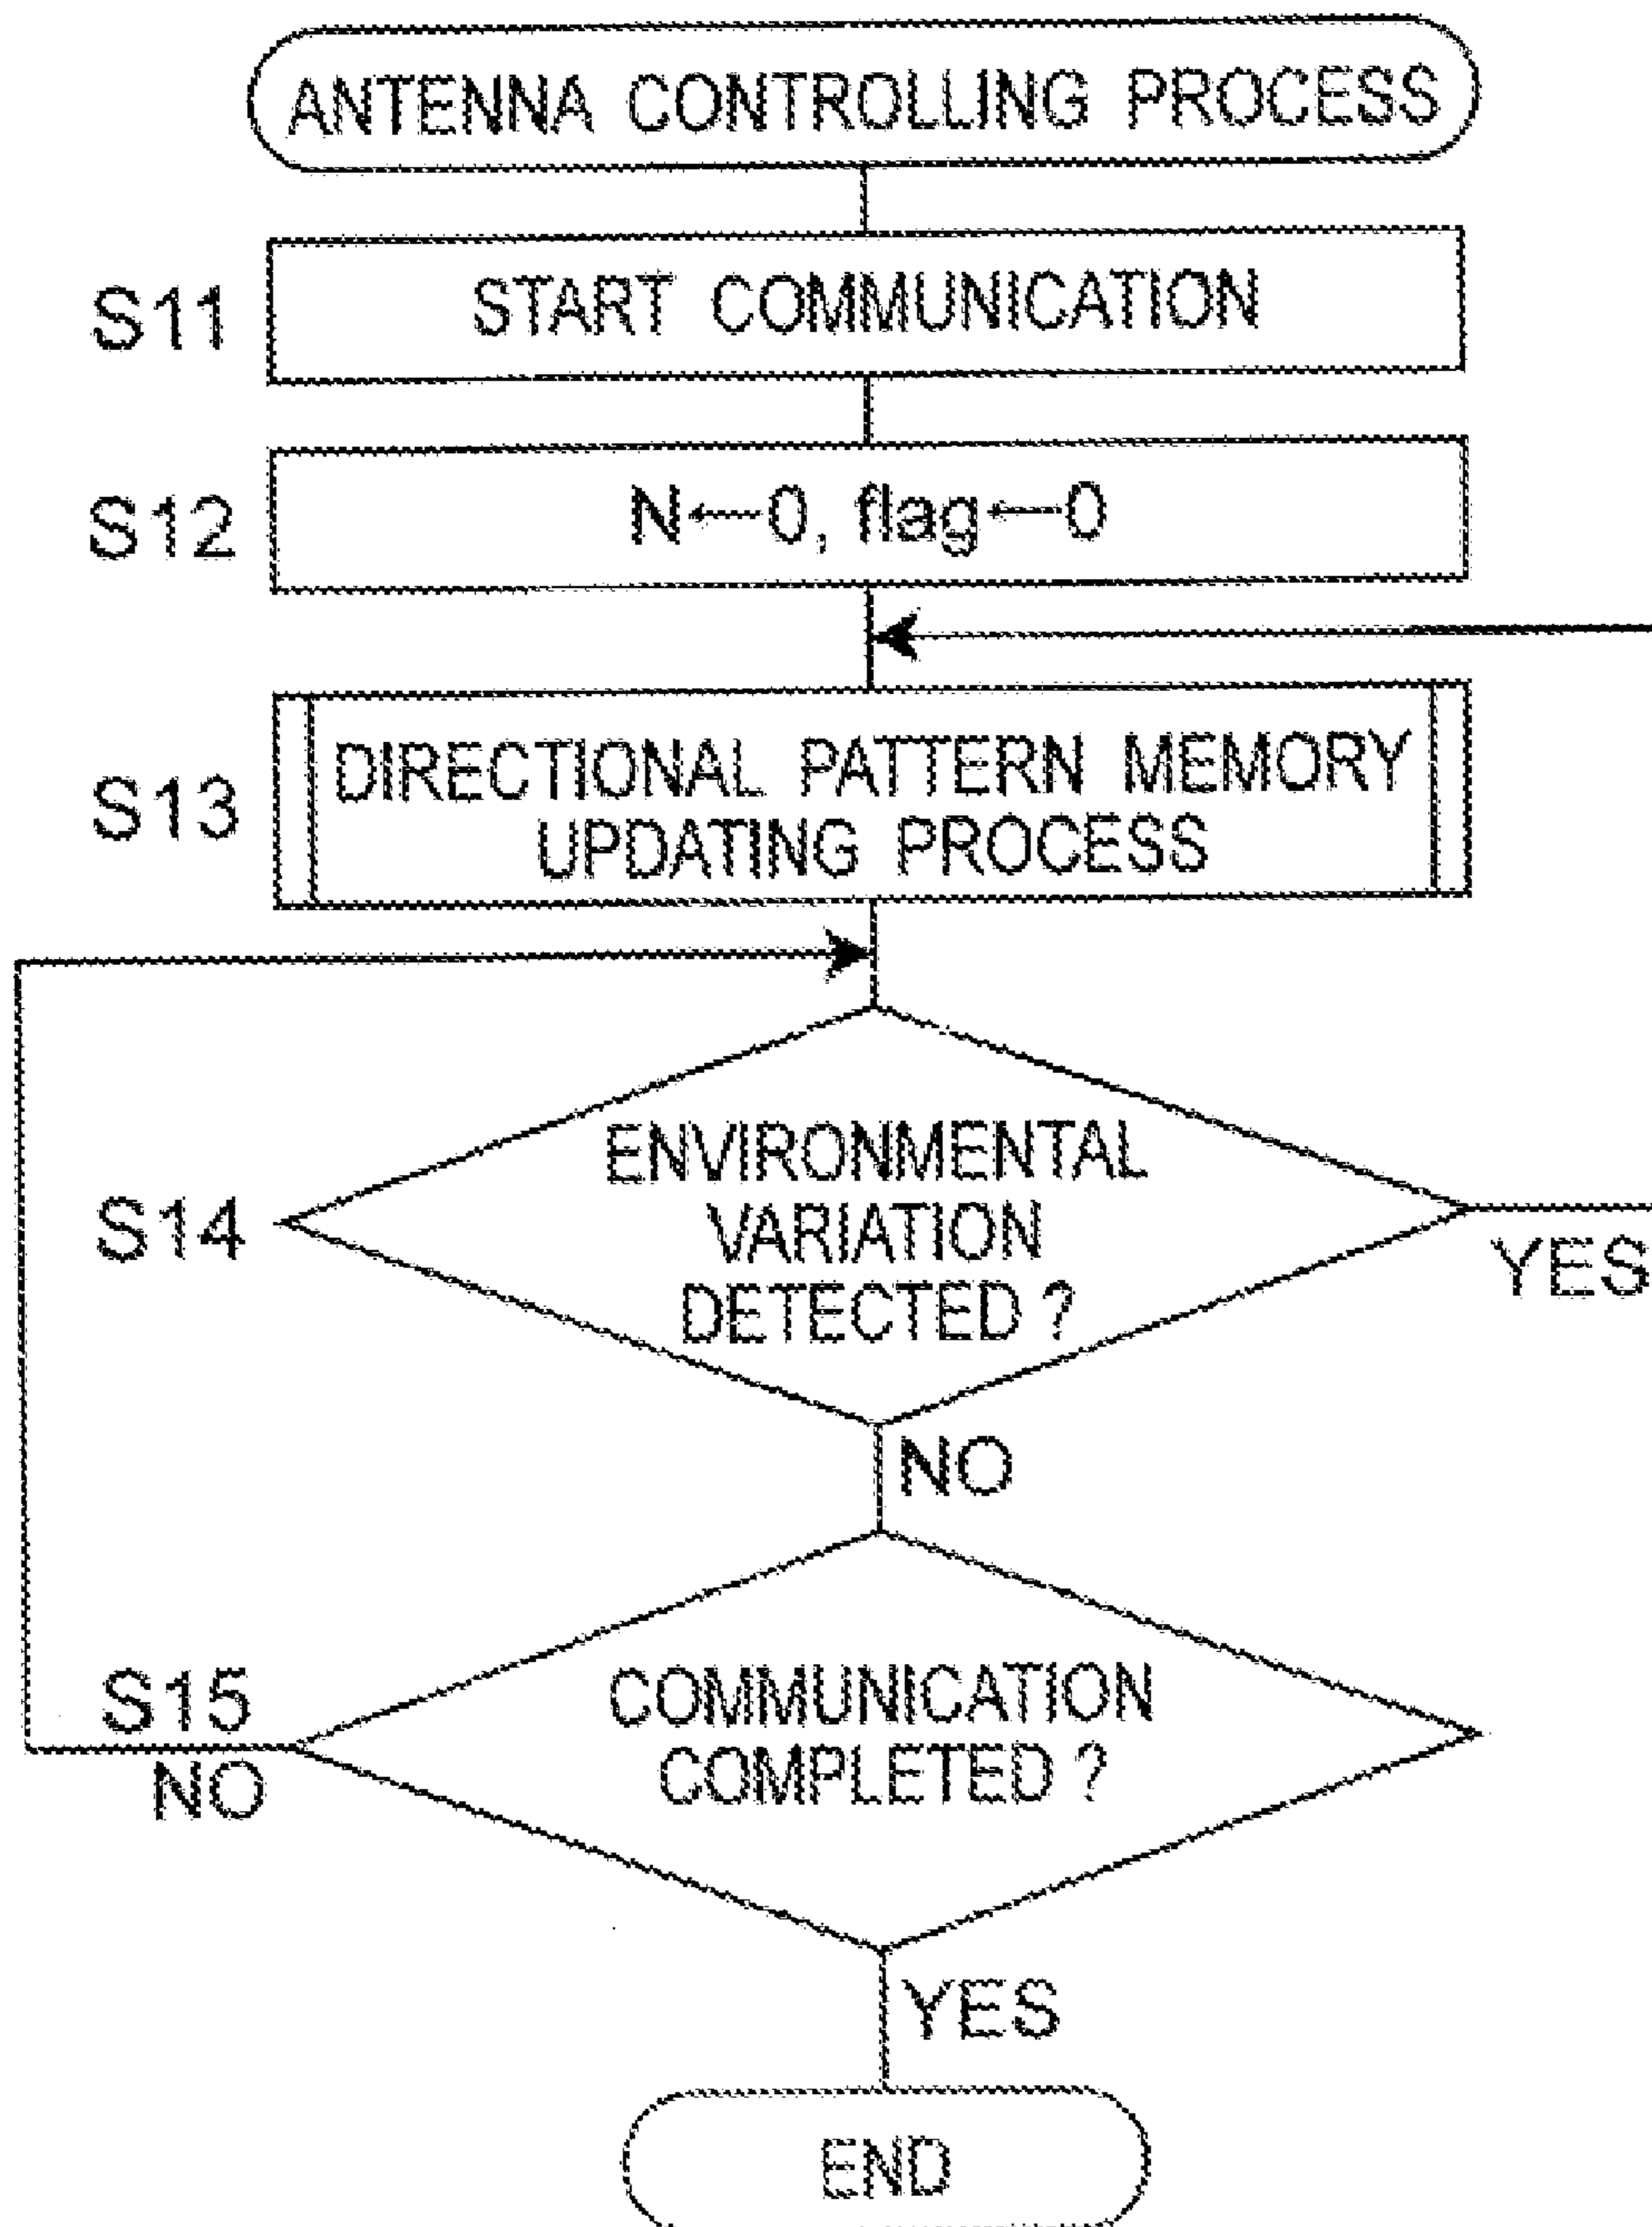 ANTENNA CONTROLLING PROCESS
S11
START COMMUNICATION
S12
N←0, flag←0
S13
DIRECTIONAL PATTERN MEMORY
UPDATING PROCESS
S14
ENVIRONMENTAL
VARIATION
DETECTED ?
YES
NO
S15
COMMUNICATION
COMPLETED ?
NO
YES
END